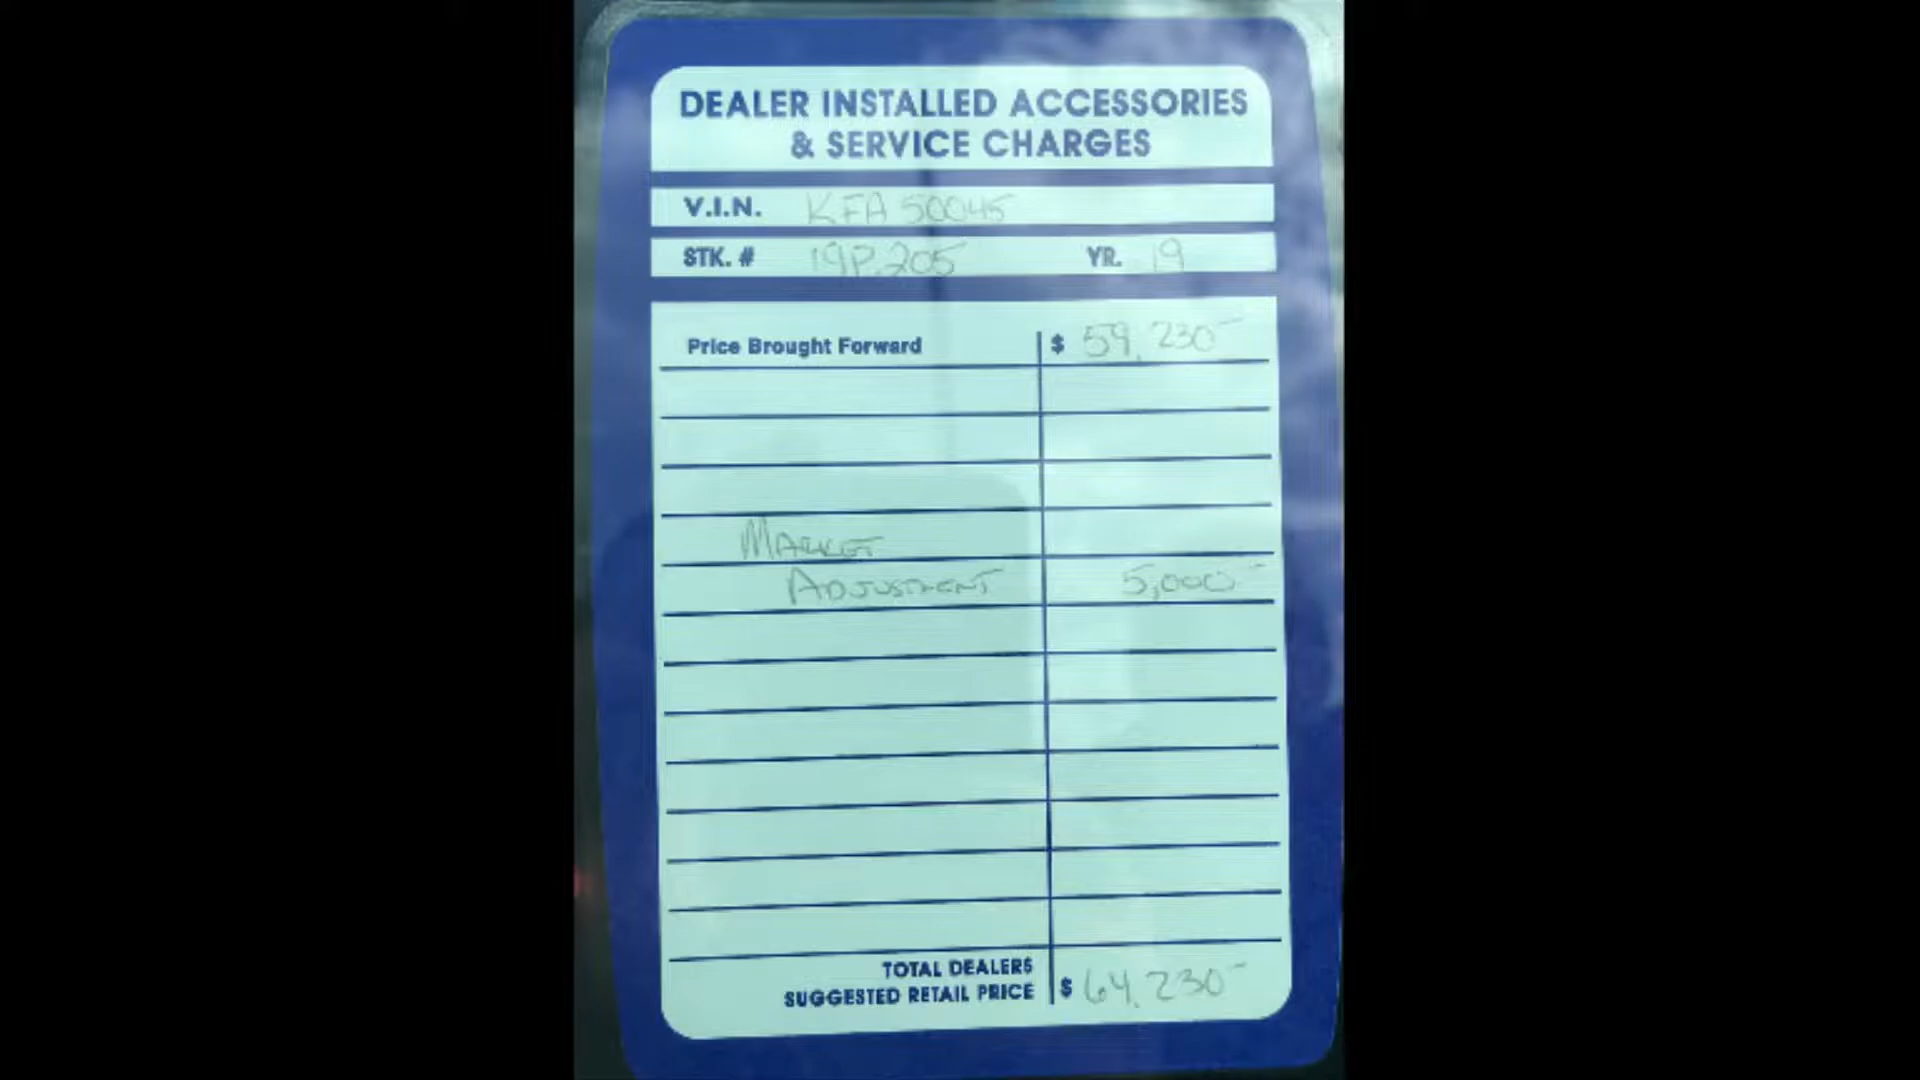 DEALER INSTALLED ACCESSORIES
& SERVICE CHARGES
V.I.N. KFA 50045
STK. # 19P205 YR. 19
Price Brought Forward $ 59,230-
MARKET
ADJUSTMENT 5,000-
TOTAL DEALERS
SUGGESTED RETAIL PRICE $ 64,230-